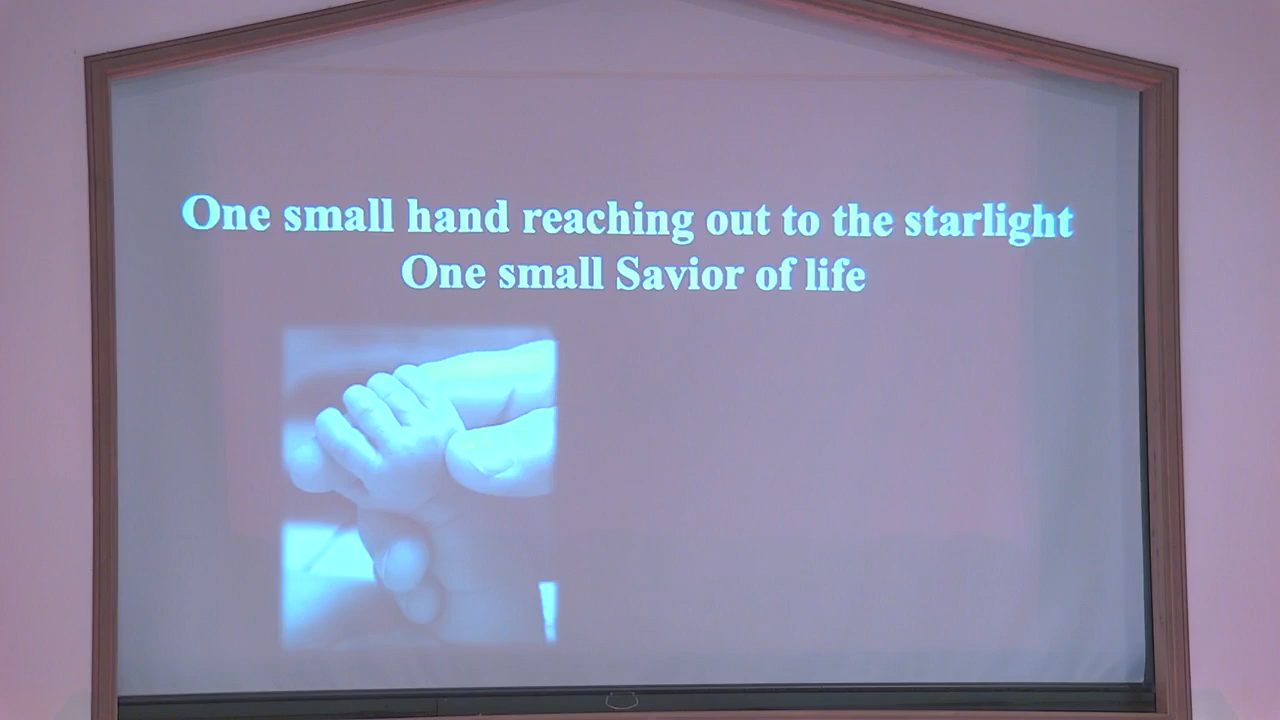 One small hand reaching out to the starlight
One small Savior of life